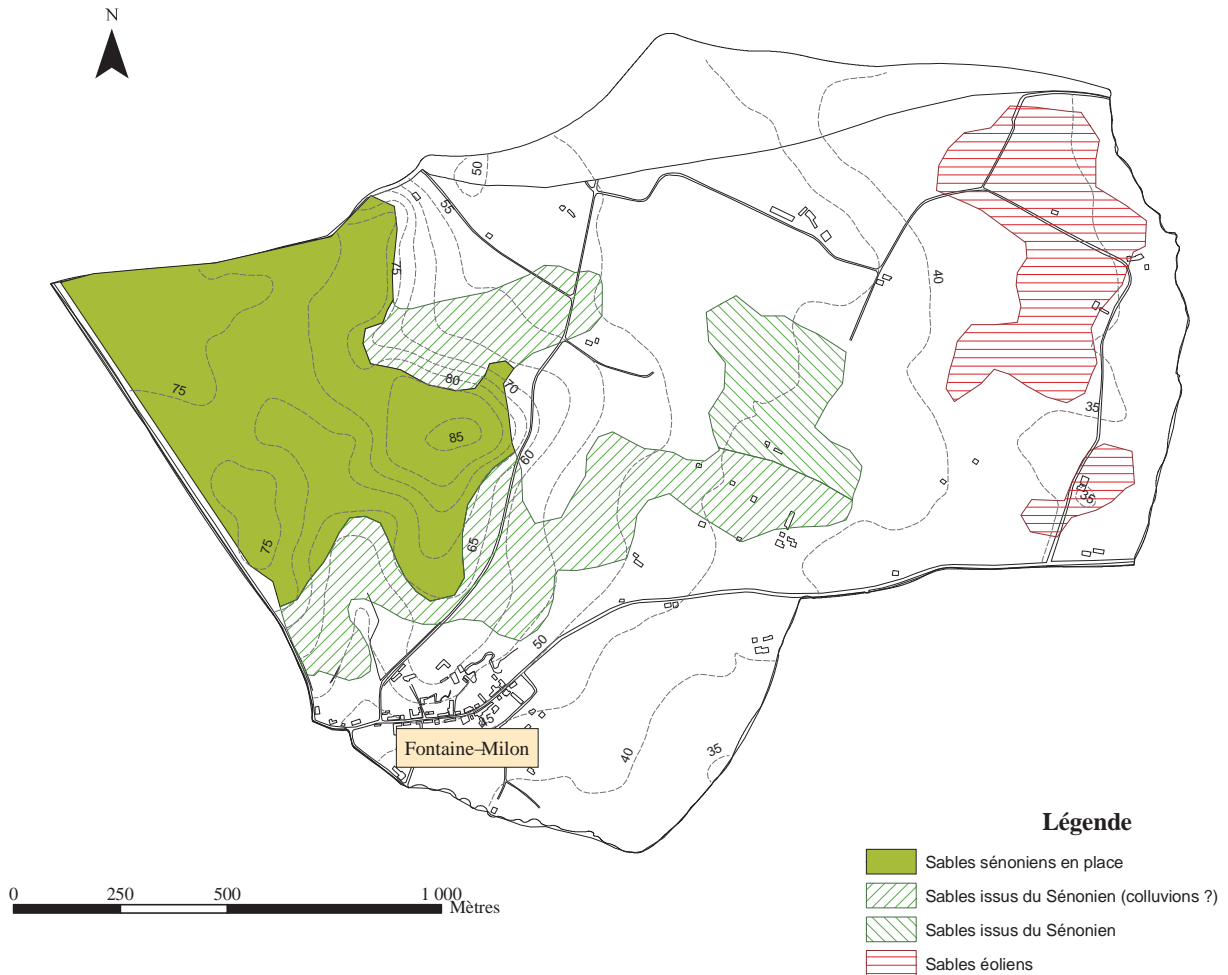 N
50
55
75
40
75
80
70
85
60
35
35
75
65
50
45
Fontaine–Milon
40
35
Légende
Sables sénoniens en place
Sables issus du Sénonien (colluvions ?)
Sables issus du Sénonien
Sables éoliens
0 250 500 1 000
Mètres